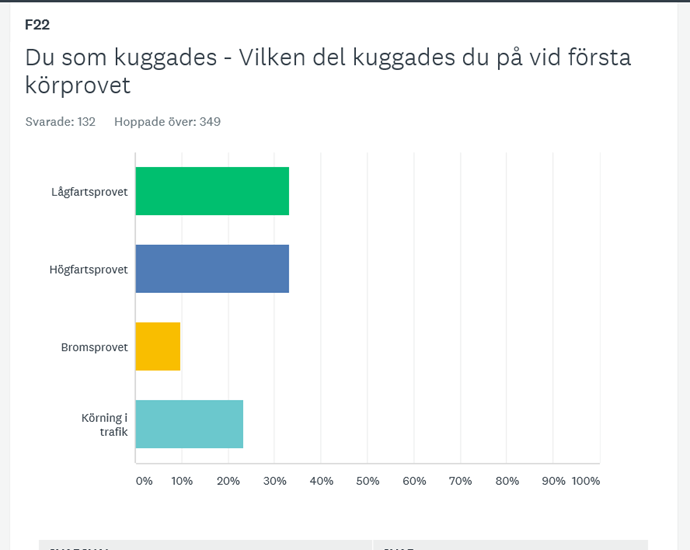 F22
Du som kuggades - Vilken del kuggades du på vid första
körprovet
Svarade: 132 Hoppade över: 349
Lågfartsprovet
Högfartsprovet
Bromsprovet
Körning i
trafik
0% 10% 20% 30% 40% 50% 60% 70% 80% 90% 100%